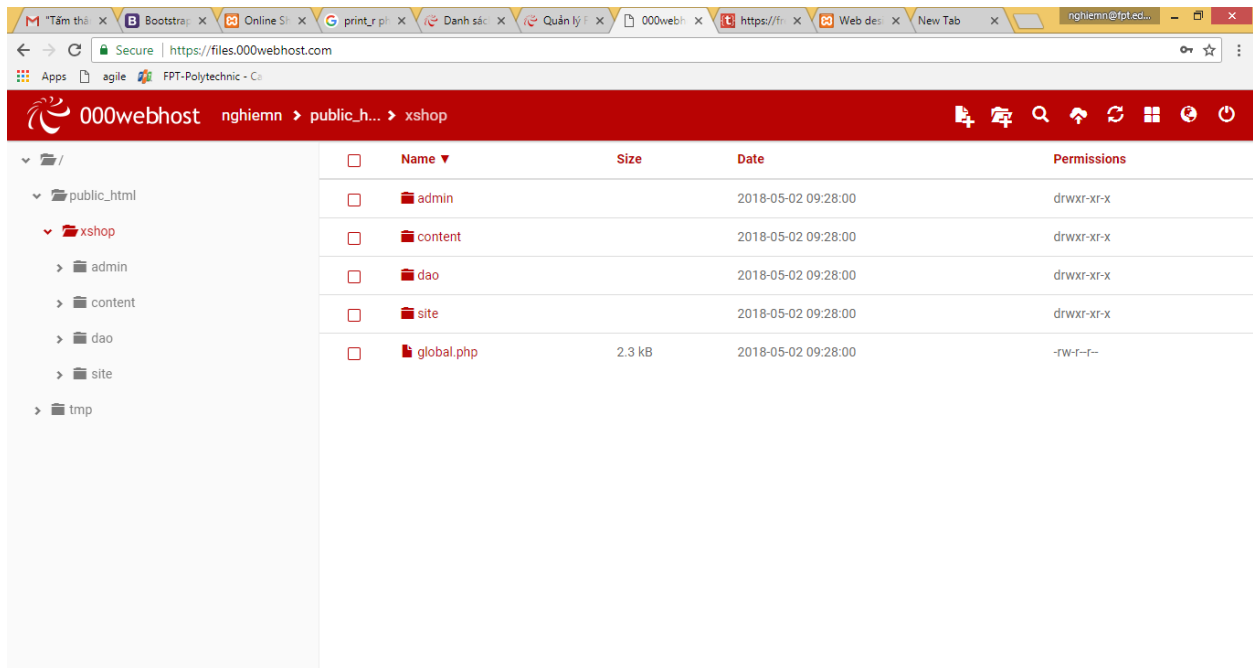 "Tấm thả
Bootstrap
Online Sh
print_r ph
Danh sác
Quản lý F
000webh
https://fr
Web desi
New Tab
nghiemn@fpt.ed...
Secure | https://files.000webhost.com
Apps agile FPT-Polytechnic - Ca
000webhost nghiemn > public_h... > xshop
/
public_html
xshop
admin
content
dao
site
tmp
Name ▼ Size Date Permissions
admin 2018-05-02 09:28:00 drwxr-xr-x
content 2018-05-02 09:28:00 drwxr-xr-x
dao 2018-05-02 09:28:00 drwxr-xr-x
site 2018-05-02 09:28:00 drwxr-xr-x
global.php 2.3 kB 2018-05-02 09:28:00 -rw-r--r--